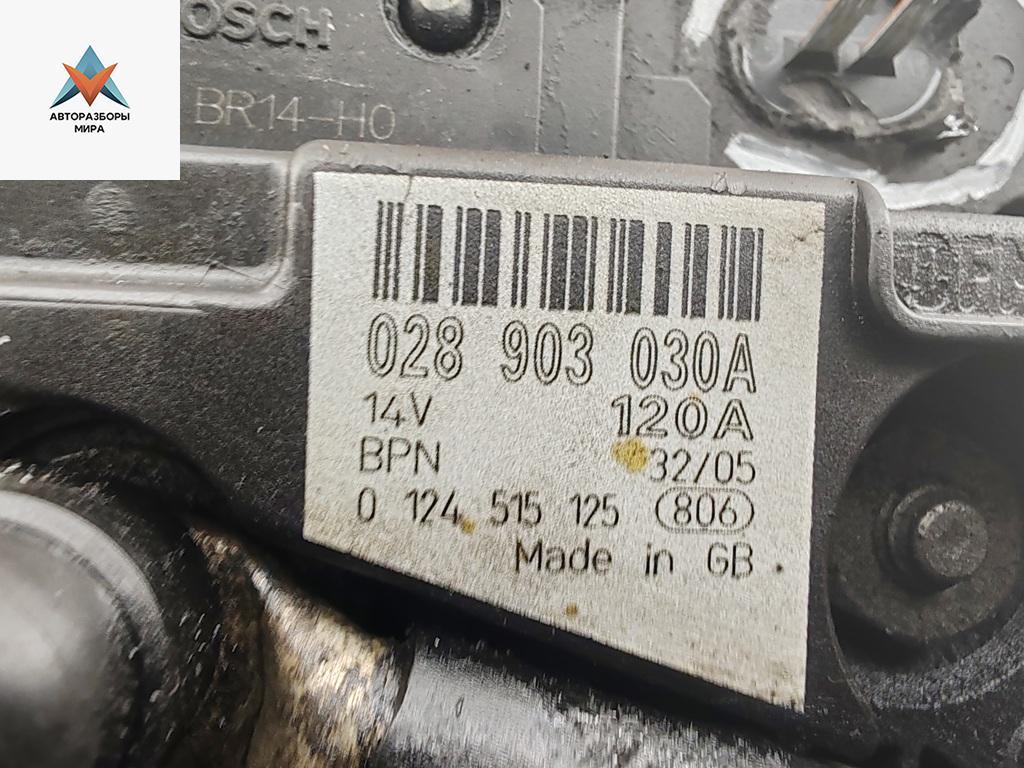 BOSCH
АВТОРАЗБОРЫ
МИРА
BR14-H0
028 903 030A
14V 120A
BPN 32/05
0 124 515 125 806
Made in GB